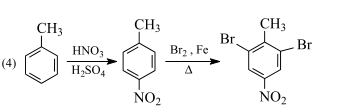 CH₃ CH₃ CH₃
(4) HNO₃ H₂SO₄ Br₂ , Fe Δ Br Br
NO₂ NO₂